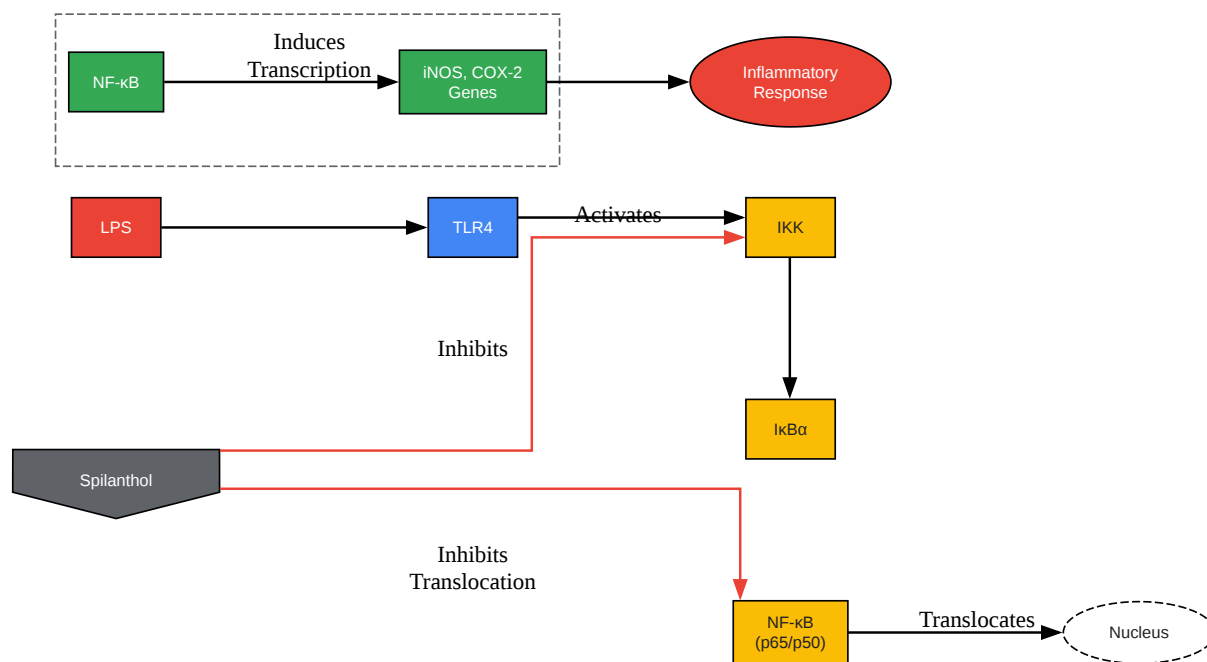 Induces
Transcription
NF-κB
iNOS, COX-2
Genes
Inflammatory
Response
LPS
TLR4
Activates
IKK
Inhibits
IκBα
Spilanthol
Inhibits
Translocation
NF-κB
(p65/p50)
Translocates
Nucleus